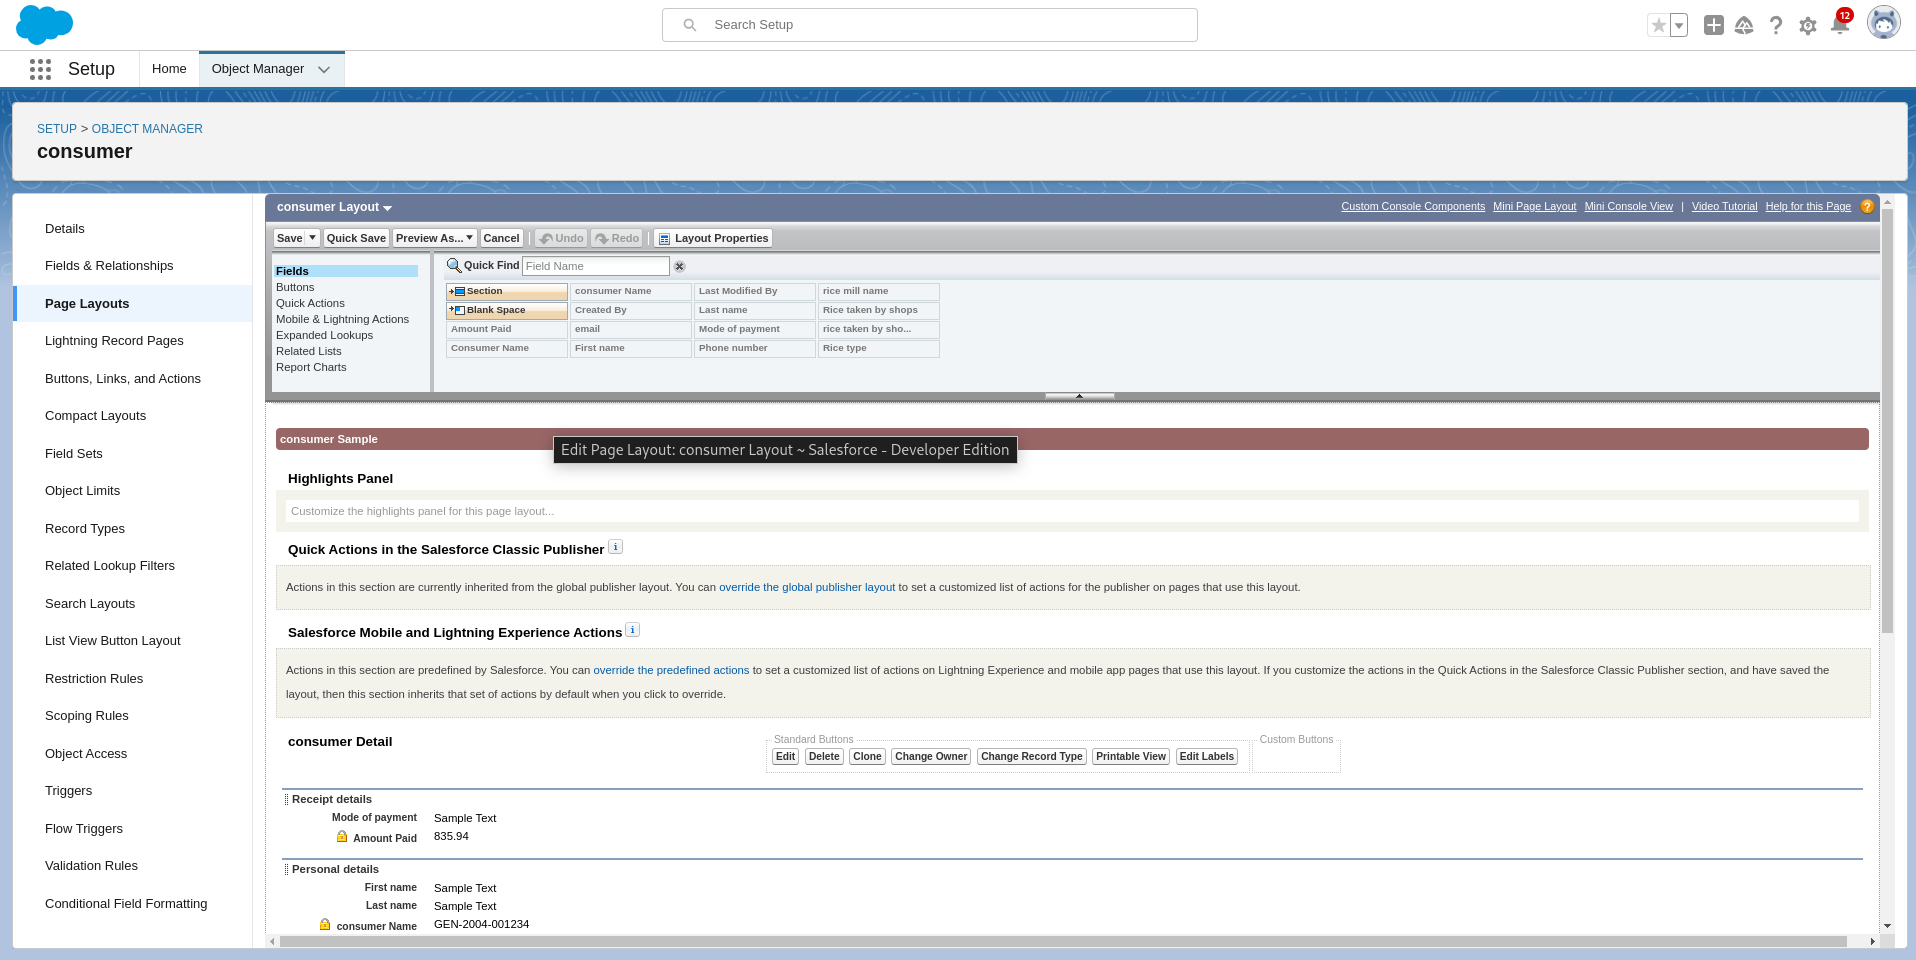 Search Setup
12
Setup
Home
Object Manager
SETUP > OBJECT MANAGER
consumer
Details
Fields & Relationships
Page Layouts
Lightning Record Pages
Buttons, Links, and Actions
Compact Layouts
Field Sets
Object Limits
Record Types
Related Lookup Filters
Search Layouts
List View Button Layout
Restriction Rules
Scoping Rules
Object Access
Triggers
Flow Triggers
Validation Rules
Conditional Field Formatting
consumer Layout
Custom Console Components Mini Page Layout Mini Console View | Video Tutorial Help for this Page ?
Save Quick Save Preview As... Cancel Undo Redo Layout Properties
Fields
Buttons
Quick Actions
Mobile & Lightning Actions
Expanded Lookups
Related Lists
Report Charts
Quick Find Field Name
Section consumer Name Last Modified By rice mill name
Blank Space Created By Last name Rice taken by shops
Amount Paid email Mode of payment rice taken by sho...
Consumer Name First name Phone number Rice type
consumer Sample
Edit Page Layout: consumer Layout ~ Salesforce - Developer Edition
Highlights Panel
Customize the highlights panel for this page layout...
Quick Actions in the Salesforce Classic Publisher i
Actions in this section are currently inherited from the global publisher layout. You can override the global publisher layout to set a customized list of actions for the publisher on pages that use this layout.
Salesforce Mobile and Lightning Experience Actions i
Actions in this section are predefined by Salesforce. You can override the predefined actions to set a customized list of actions on Lightning Experience and mobile app pages that use this layout. If you customize the actions in the Quick Actions in the Salesforce Classic Publisher section, and have saved the
layout, then this section inherits that set of actions by default when you click to override.
consumer Detail
Standard Buttons
Edit Delete Clone Change Owner Change Record Type Printable View Edit Labels
Custom Buttons
Receipt details
Mode of payment Sample Text
Amount Paid 835.94
Personal details
First name Sample Text
Last name Sample Text
consumer Name GEN-2004-001234